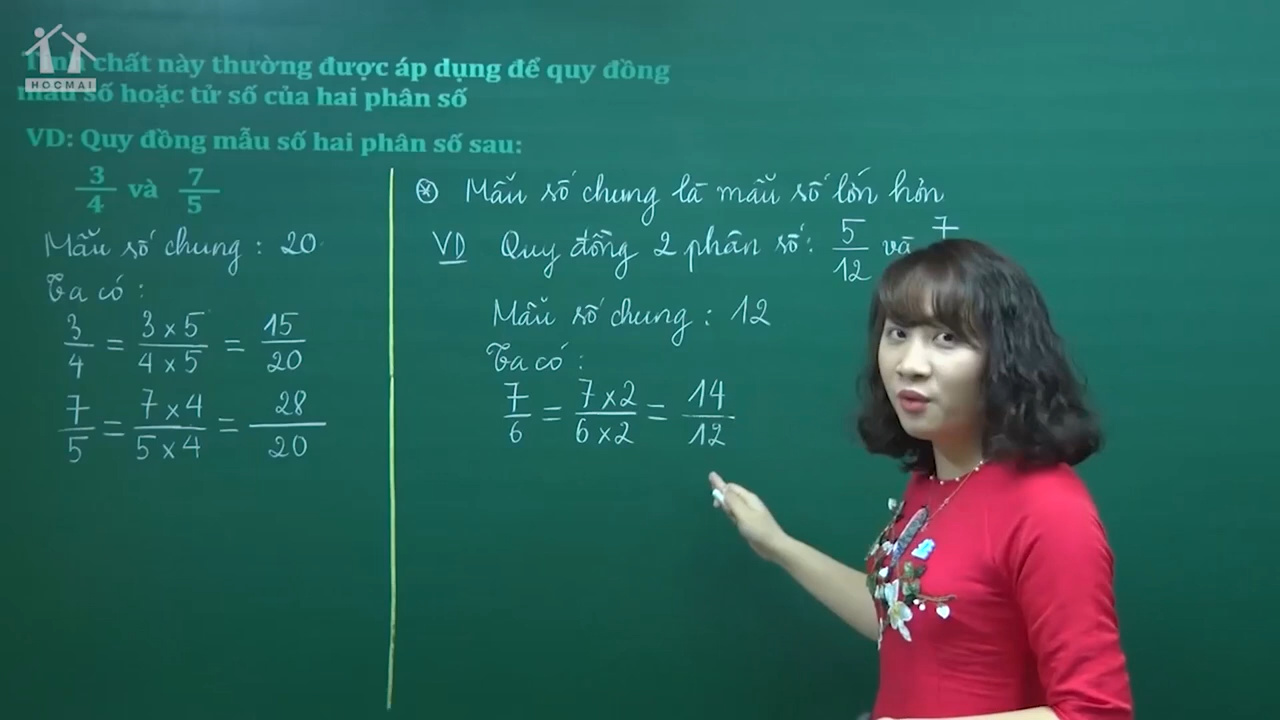 HOCMAI
Tính chất này thường được áp dụng để quy đồng
mẫu số hoặc tử số của hai phân số
VD: Quy đồng mẫu số hai phân số sau:
3/4 và 7/5
Mẫu số chung : 20
Ta có :
3/4 = 3 x 5/4 x 5 = 15/20
7/5 = 7 x 4/5 x 4 = 28/20
* Mẫu số chung là mẫu số lớn hơn
VD Quy đồng 2 phân số : 5/12 và 7
Mẫu số chung : 12
Ta có :
7/6 = 7 x 2/6 x 2 = 14/12